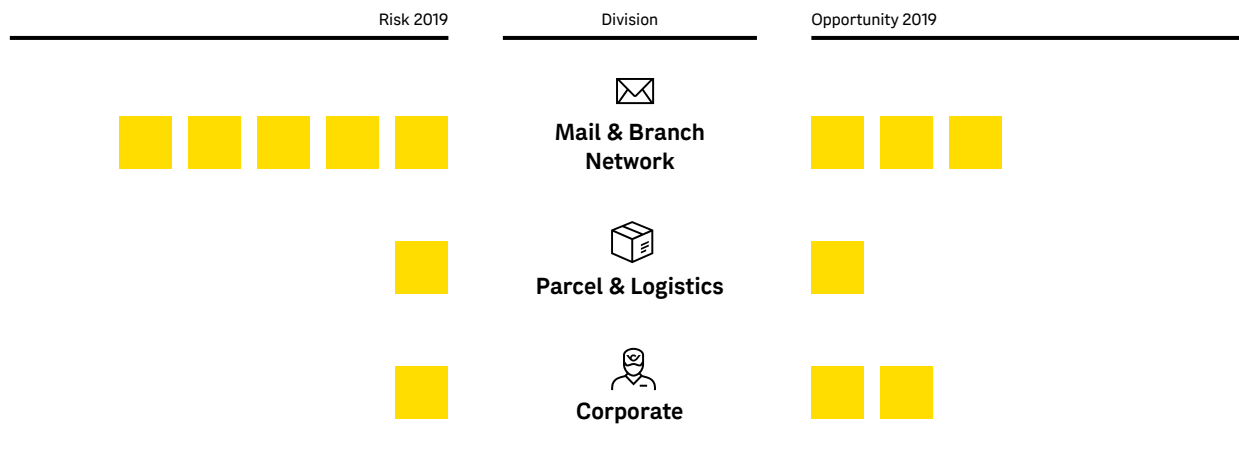 Risk 2019
Division
Opportunity 2019
Mail & Branch
Network
Parcel & Logistics
Corporate